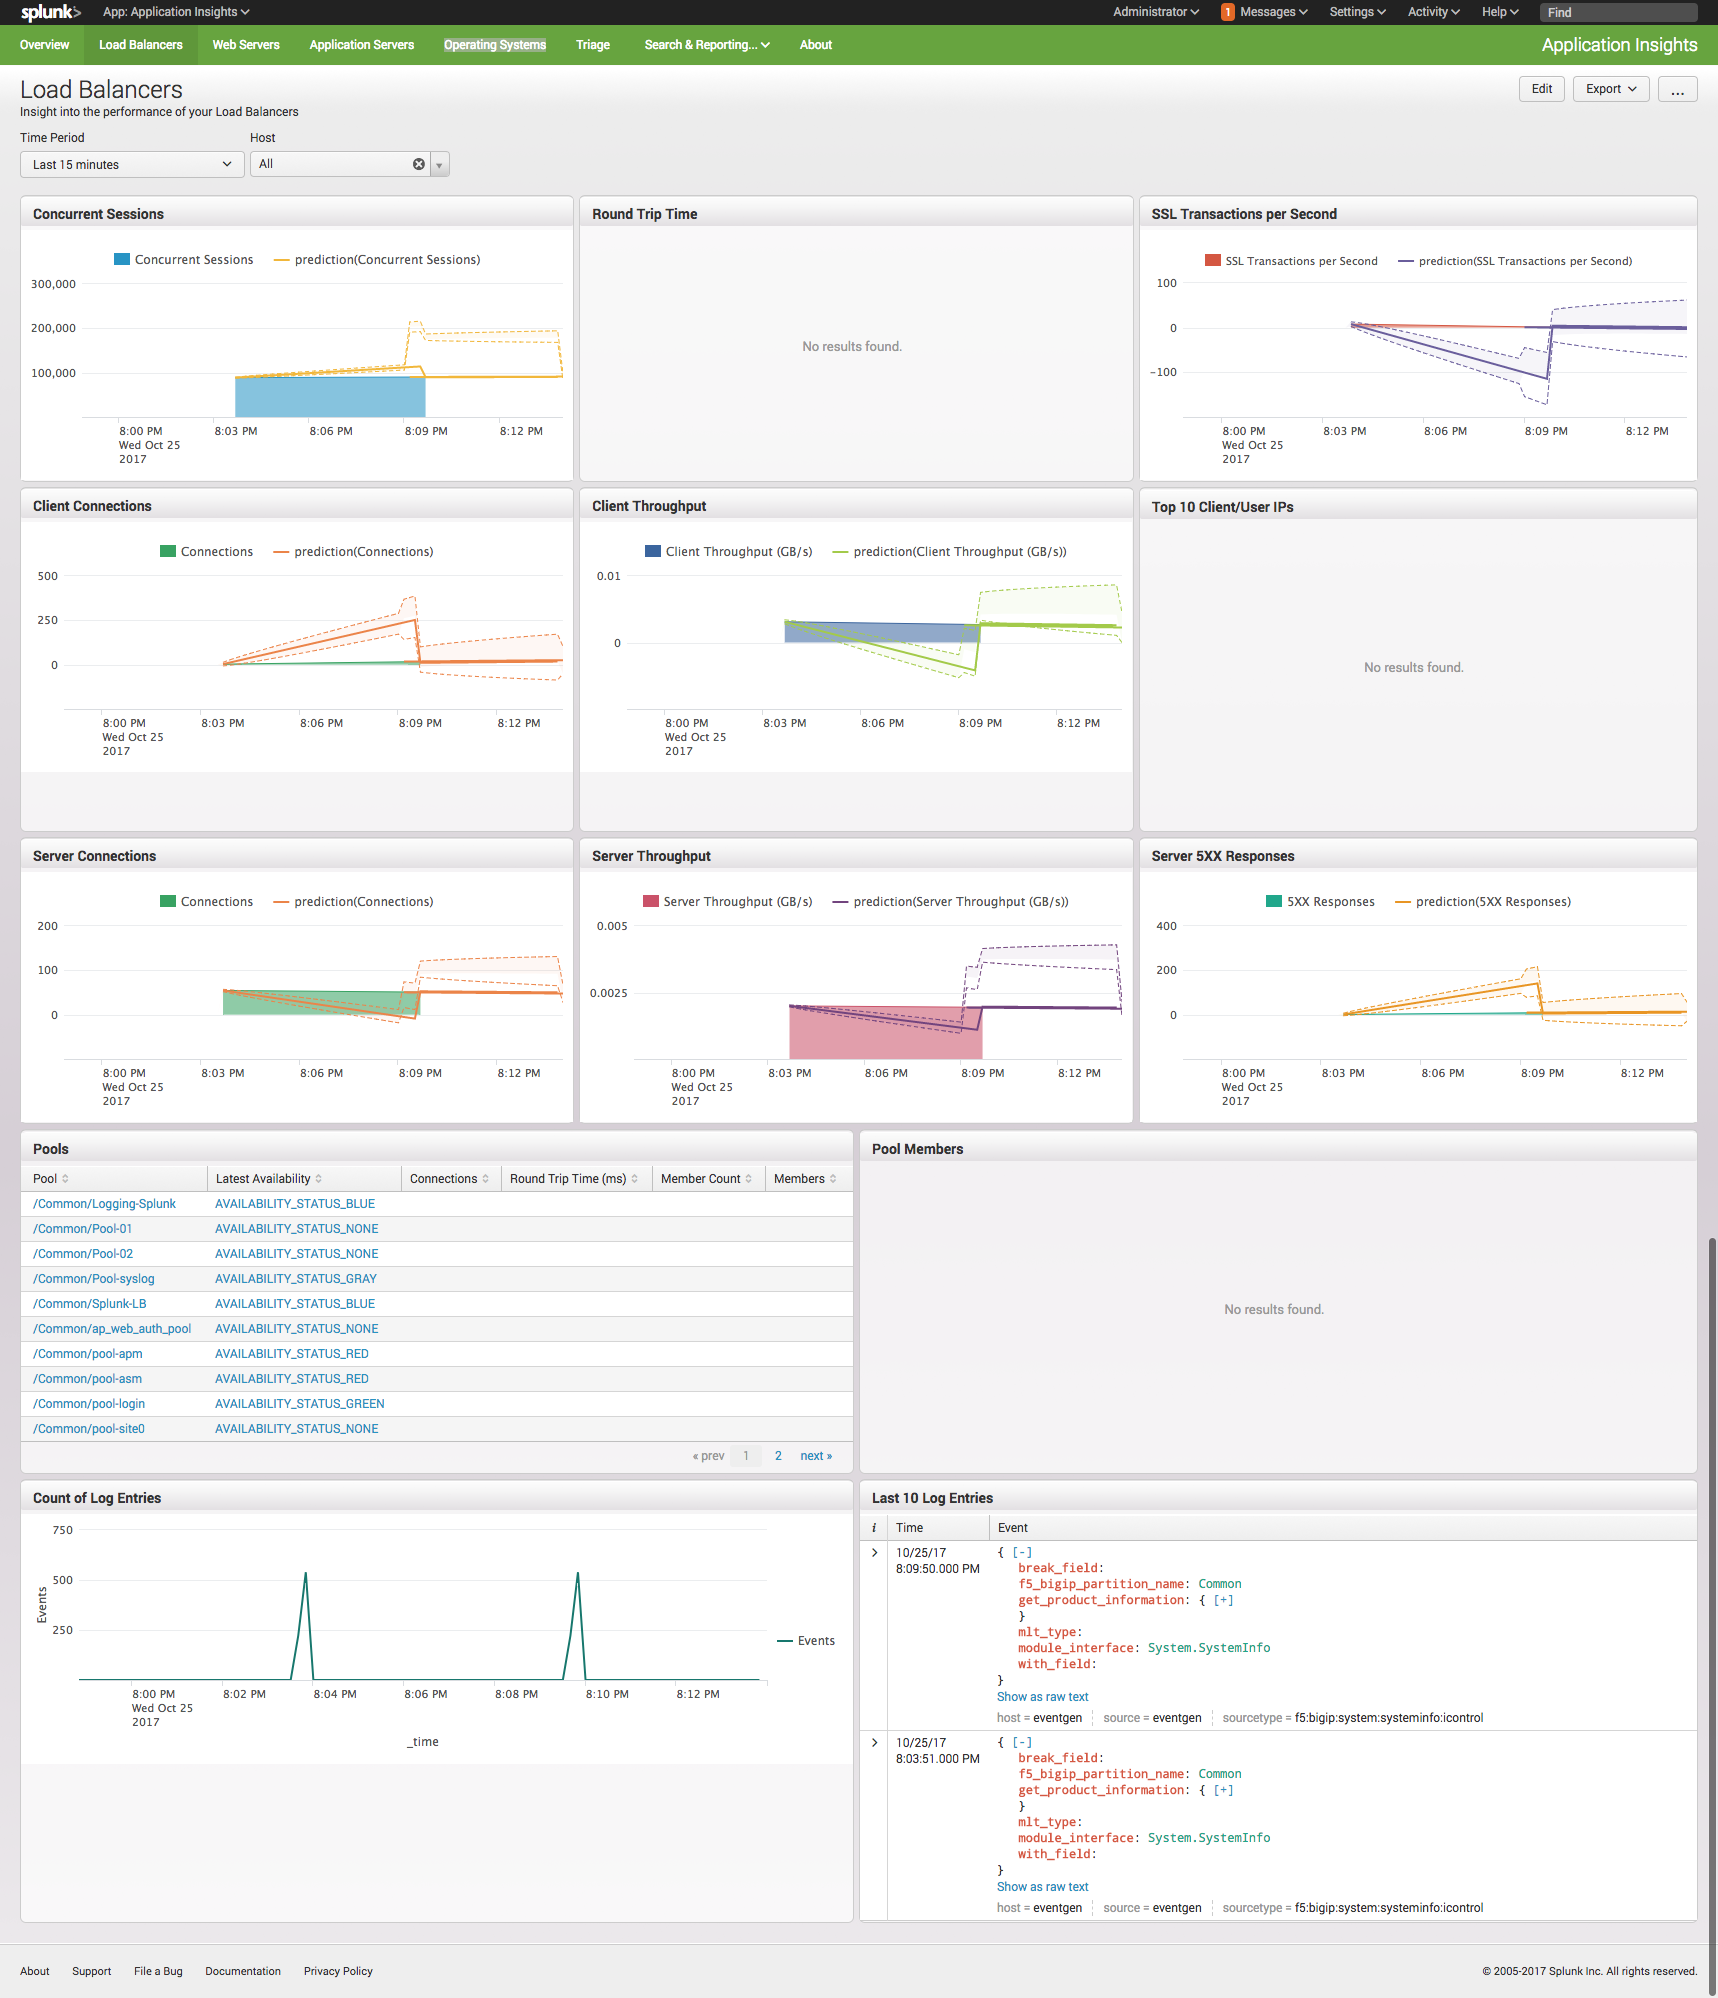 splunk> App: Application Insights Administrator 1 Messages Settings Activity Help Find
Overview Load Balancers Web Servers Application Servers Operating Systems Triage Search & Reporting... About Application Insights
Load Balancers
Edit Export ...
Insight into the performance of your Load Balancers
Time Period Host
Last 15 minutes All
Concurrent Sessions
Concurrent Sessions prediction(Concurrent Sessions)
300,000
200,000
100,000
8:00 PM 8:03 PM 8:06 PM 8:09 PM 8:12 PM
Wed Oct 25
2017
Round Trip Time
No results found.
SSL Transactions per Second
SSL Transactions per Second prediction(SSL Transactions per Second)
100
0
-100
8:00 PM 8:03 PM 8:06 PM 8:09 PM 8:12 PM
Wed Oct 25
2017
Client Connections
Connections prediction(Connections)
500
250
0
8:00 PM 8:03 PM 8:06 PM 8:09 PM 8:12 PM
Wed Oct 25
2017
Client Throughput
Client Throughput (GB/s) prediction(Client Throughput (GB/s))
0.01
0
8:00 PM 8:03 PM 8:06 PM 8:09 PM 8:12 PM
Wed Oct 25
2017
Top 10 Client/User IPs
No results found.
Server Connections
Connections prediction(Connections)
200
100
0
8:00 PM 8:03 PM 8:06 PM 8:09 PM 8:12 PM
Wed Oct 25
2017
Server Throughput
Server Throughput (GB/s) prediction(Server Throughput (GB/s))
0.005
0.0025
8:00 PM 8:03 PM 8:06 PM 8:09 PM 8:12 PM
Wed Oct 25
2017
Server 5XX Responses
5XX Responses prediction(5XX Responses)
400
200
0
8:00 PM 8:03 PM 8:06 PM 8:09 PM 8:12 PM
Wed Oct 25
2017
Pools
Pool Latest Availability Connections Round Trip Time (ms) Member Count Members
/Common/Logging-Splunk AVAILABILITY_STATUS_BLUE
/Common/Pool-01 AVAILABILITY_STATUS_NONE
/Common/Pool-02 AVAILABILITY_STATUS_NONE
/Common/Pool-syslog AVAILABILITY_STATUS_GRAY
/Common/Splunk-LB AVAILABILITY_STATUS_BLUE
/Common/ap_web_auth_pool AVAILABILITY_STATUS_NONE
/Common/pool-apm AVAILABILITY_STATUS_RED
/Common/pool-asm AVAILABILITY_STATUS_RED
/Common/pool-login AVAILABILITY_STATUS_GREEN
/Common/pool-site0 AVAILABILITY_STATUS_NONE
« prev 1 2 next »
Pool Members
No results found.
Count of Log Entries
750
500
250
Events
Events
8:00 PM 8:02 PM 8:04 PM 8:06 PM 8:08 PM 8:10 PM 8:12 PM
Wed Oct 25
2017
_time
Last 10 Log Entries
i Time Event
> 10/25/17 { [-]
8:09:50.000 PM break_field:
f5_bigip_partition_name: Common
get_product_information: { [+]
}
mlt_type:
module_interface: System.SystemInfo
with_field:
}
Show as raw text
host = eventgen source = eventgen sourcetype = f5:bigip:system:systeminfo:icontrol
> 10/25/17 { [-]
8:03:51.000 PM break_field:
f5_bigip_partition_name: Common
get_product_information: { [+]
}
mlt_type:
module_interface: System.SystemInfo
with_field:
}
Show as raw text
host = eventgen source = eventgen sourcetype = f5:bigip:system:systeminfo:icontrol
About Support File a Bug Documentation Privacy Policy © 2005-2017 Splunk Inc. All rights reserved.